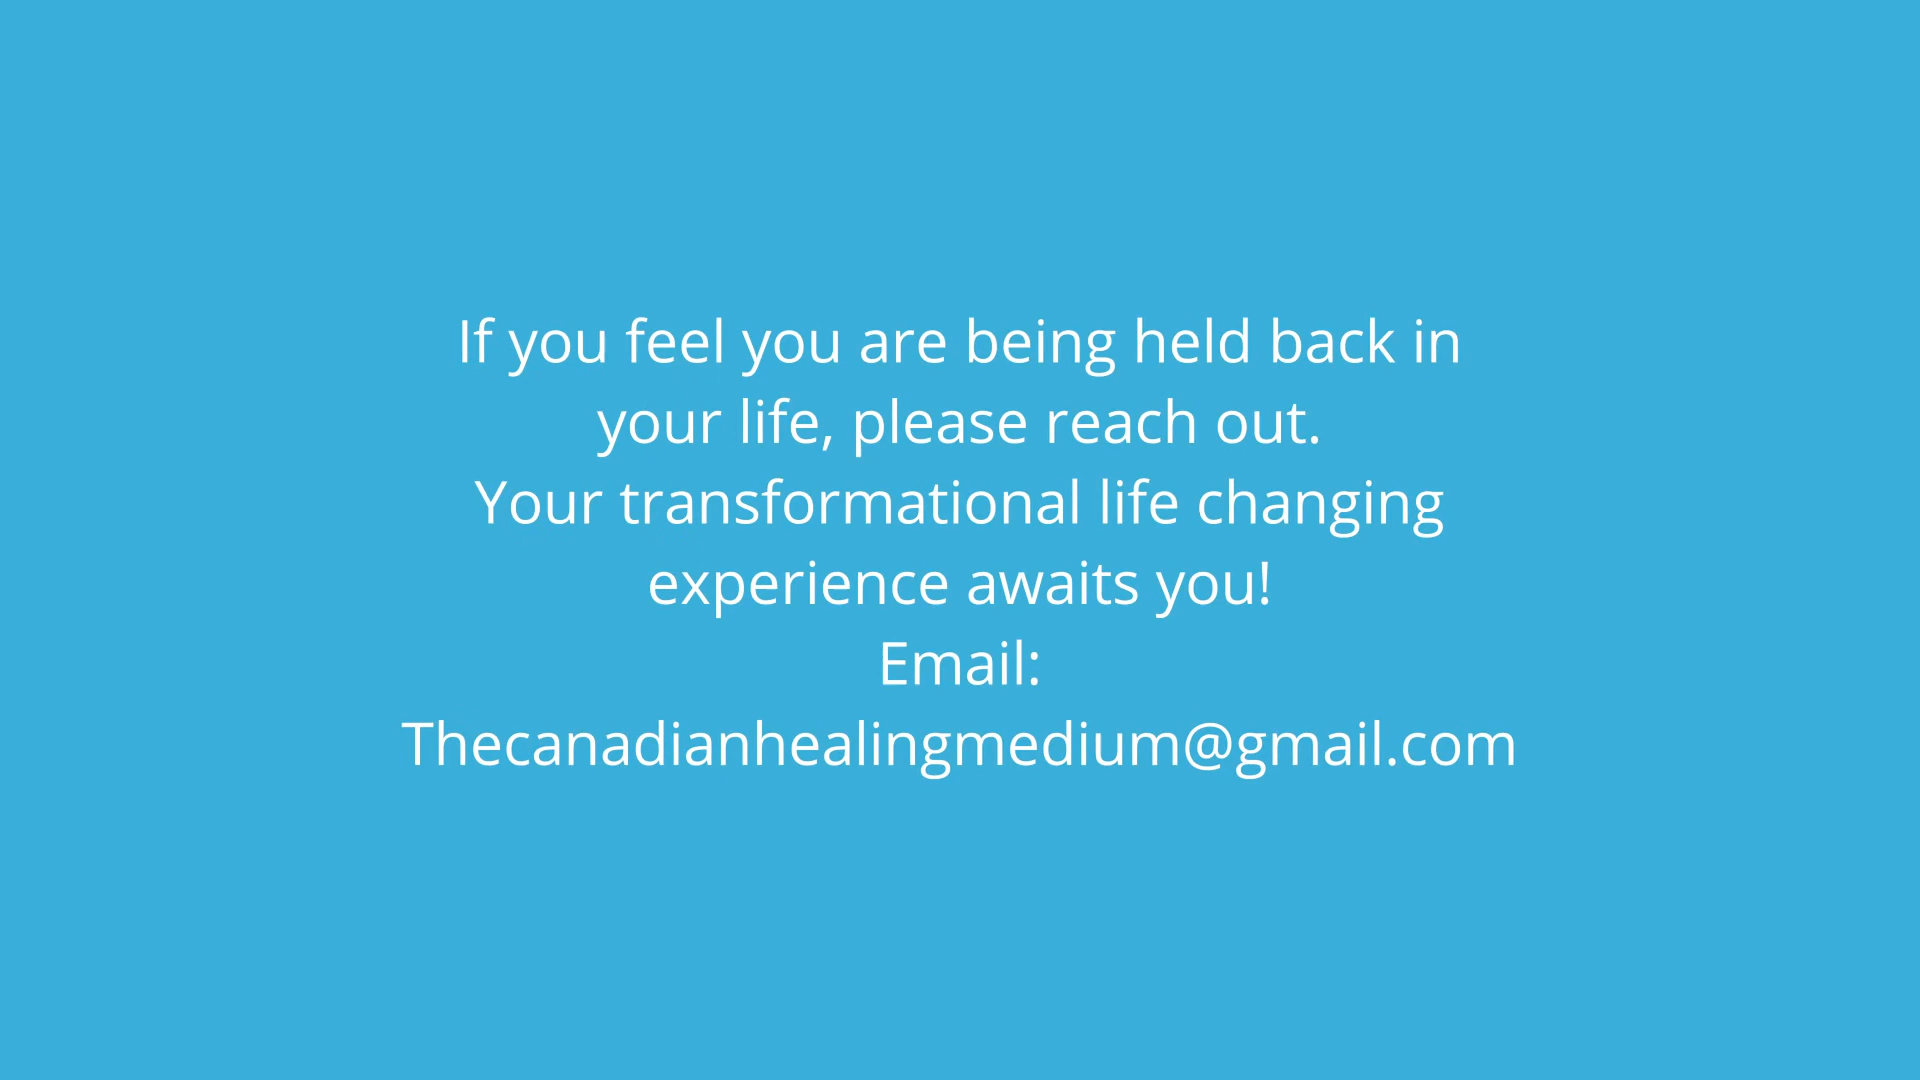 If you feel you are being held back in
your life, please reach out.
Your transformational life changing
experience awaits you!
Email:
Thecanadianhealingmedium@gmail.com